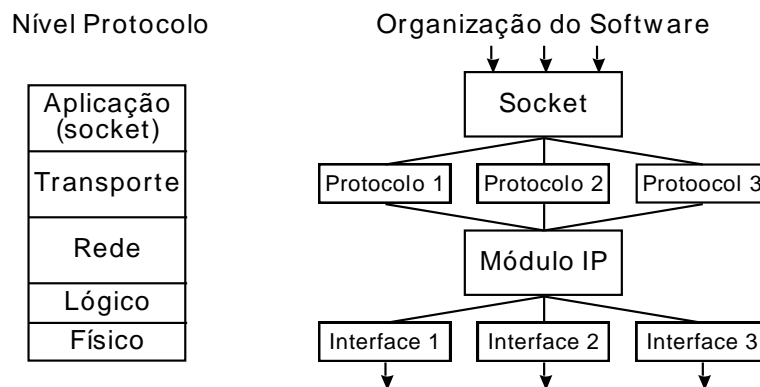 Nível Protocolo
Organização do Software
Aplicação
(socket)
Transporte
Rede
Lógico
Físico
Socket
Protocolo 1
Protocolo 2
Protoocol 3
Módulo IP
Interface 1
Interface 2
Interface 3